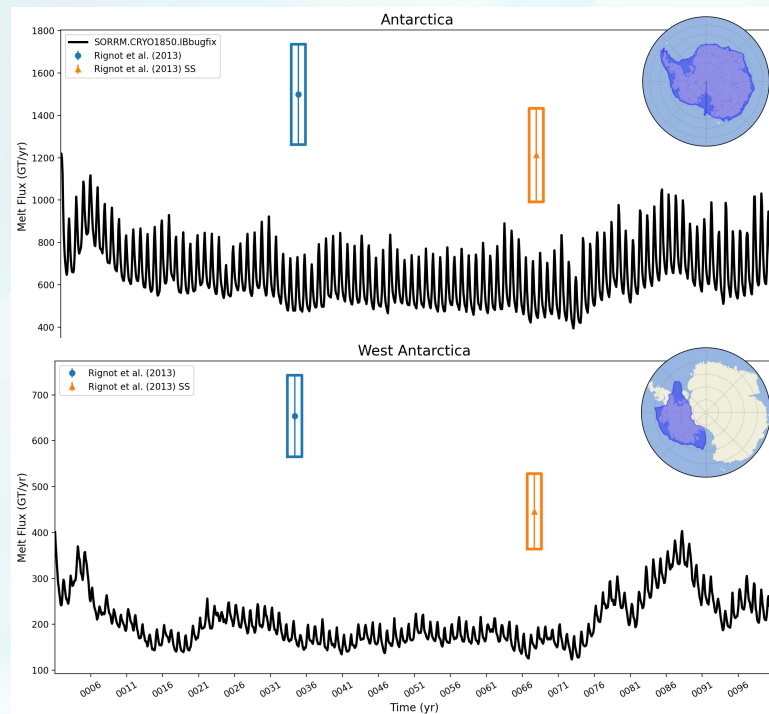 Antarctica
1800
1600
1400
1200
1000
800
600
400
Melt Flux (GT/yr)
SORRM.CRYO1850.IBbugfix
Rignot et al. (2013)
Rignot et al. (2013) SS
West Antarctica
700
600
500
400
300
200
100
Melt Flux (GT/yr)
Rignot et al. (2013)
Rignot et al. (2013) SS
0006 0011 0016 0021 0026 0031 0036 0041 0046 0051 0056 0061 0066 0071 0076 0081 0086 0091 0096
Time (yr)